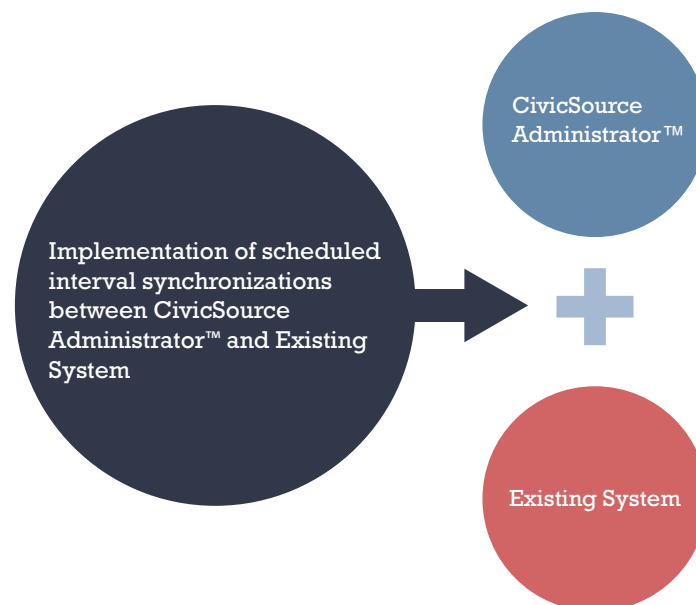 CivicSource
Administrator™
Implementation of scheduled
interval synchronizations
between CivicSource
Administrator™ and Existing
System
Existing System